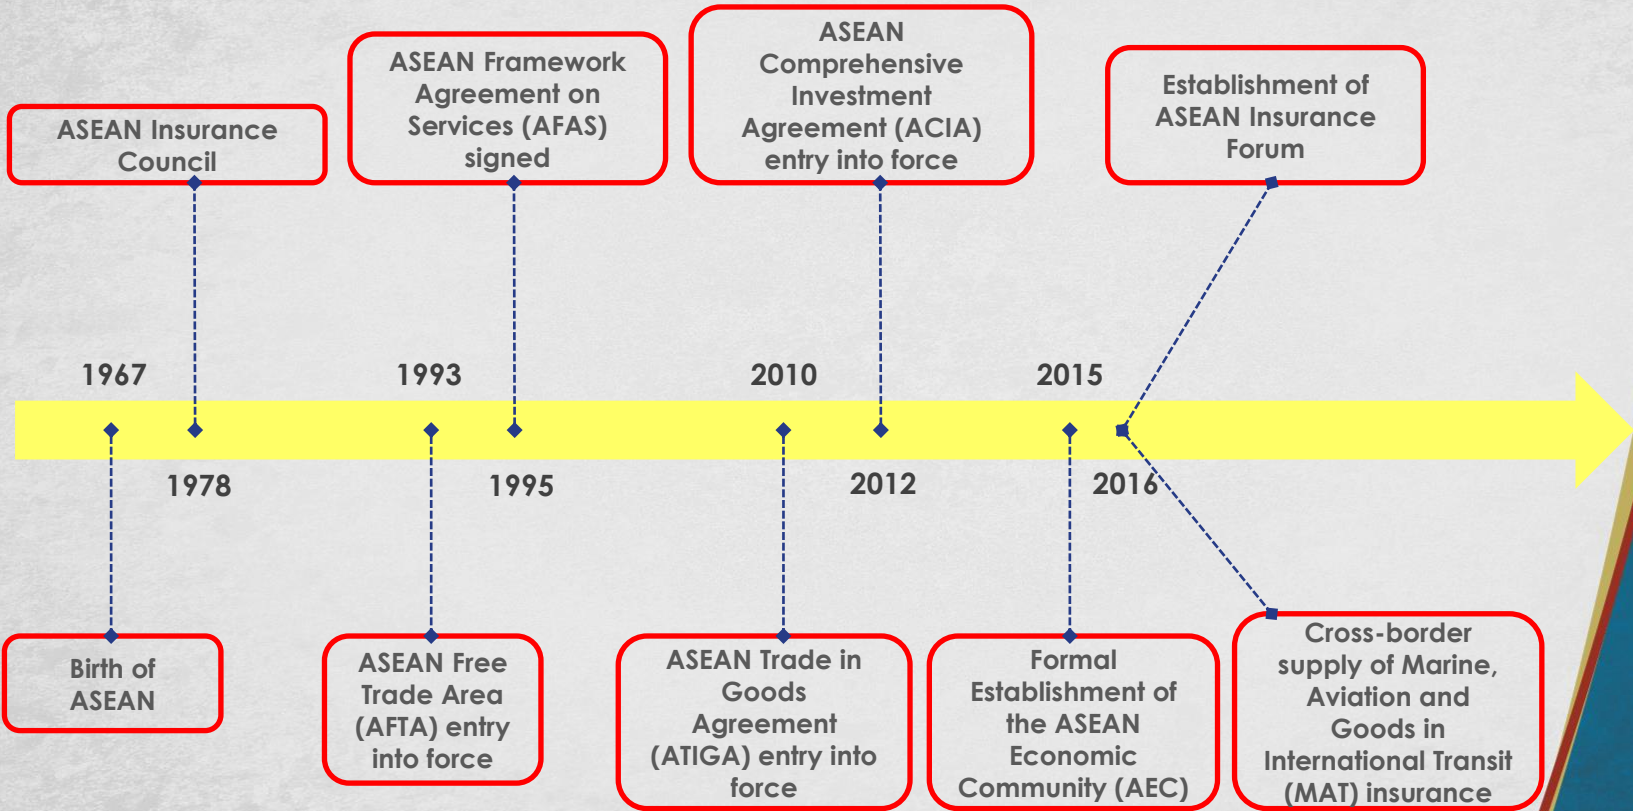 ASEAN Insurance
Council
ASEAN Framework
Agreement on
Services (AFAS)
signed
ASEAN
Comprehensive
Investment
Agreement (ACIA)
entry into force
Establishment of
ASEAN Insurance
Forum
1967
1993
2010
2015
1978
1995
2012
2016
Birth of
ASEAN
ASEAN Free
Trade Area
(AFTA) entry
into force
ASEAN Trade in
Goods
Agreement
(ATIGA) entry into
force
Formal
Establishment of
the ASEAN
Economic
Community (AEC)
Cross-border
supply of Marine,
Aviation and
Goods in
International Transit
(MAT) insurance